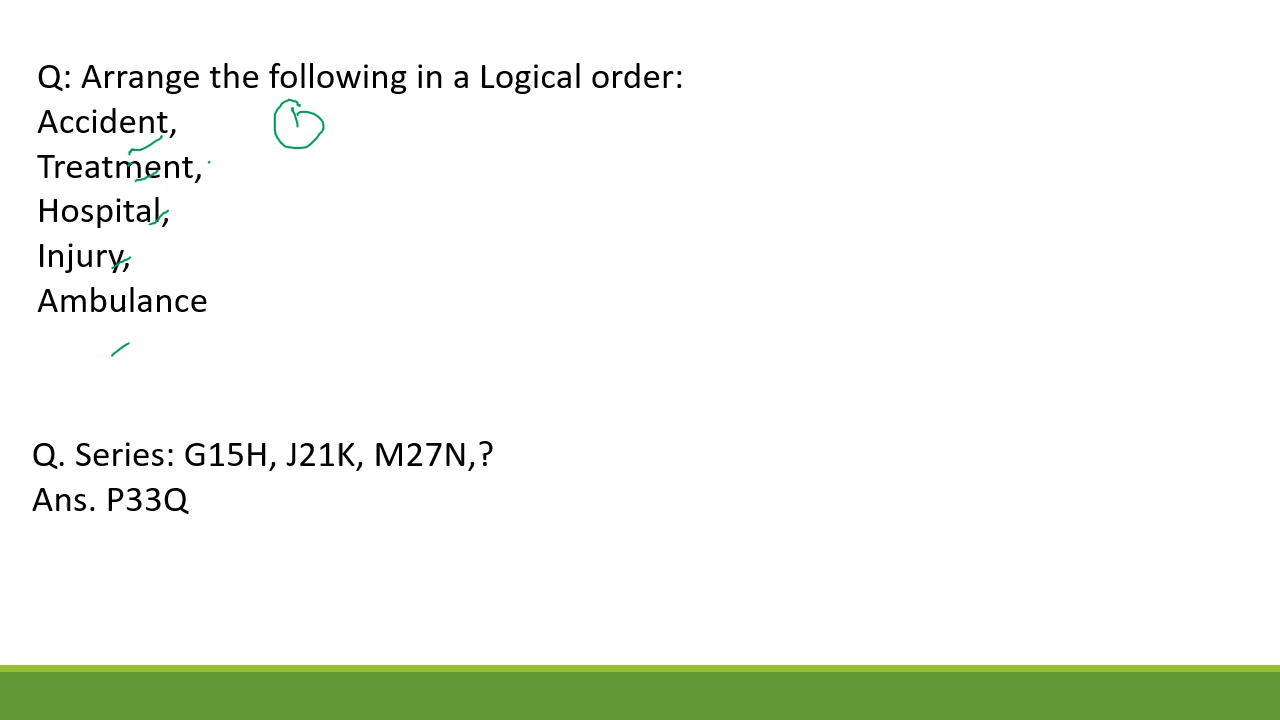 Q: Arrange the following in a Logical order:
Accident,
Treatment,
Hospital,
Injury,
Ambulance
Q. Series: G15H, J21K, M27N,?
Ans. P33Q